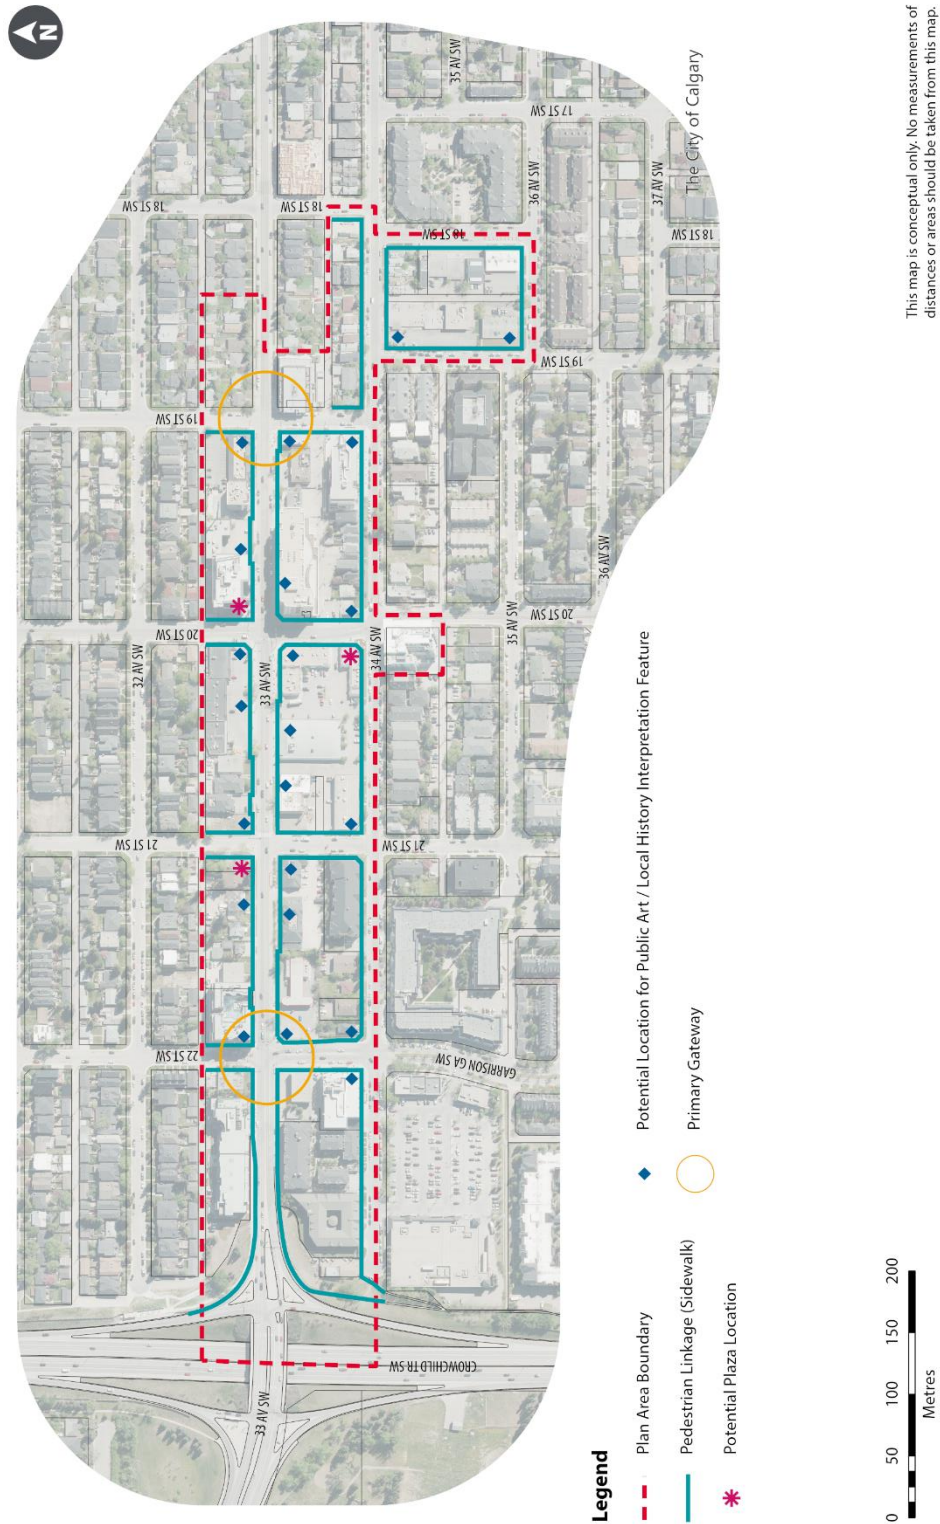 N
35 AV SW
17 ST SW
The City of Calgary
36 AV SW
37 AV SW
18 ST SW
18 ST SW
18 ST SW
18 ST SW
19 ST SW
19 ST SW
36 AV SW
20 ST SW
20 ST SW
35 AV SW
34 AV SW
33 AV SW
32 AV SW
21 ST SW
21 ST SW
22 ST SW
GARRISON GA SW
CROWCHILD TR SW
33 AV SW
Legend
Plan Area Boundary
Pedestrian Linkage (Sidewalk)
Potential Plaza Location
Potential Location for Public Art / Local History Interpretation Feature
Primary Gateway
0 50 100 150 200
Metres
This map is conceptual only. No measurements of
distances or areas should be taken from this map.